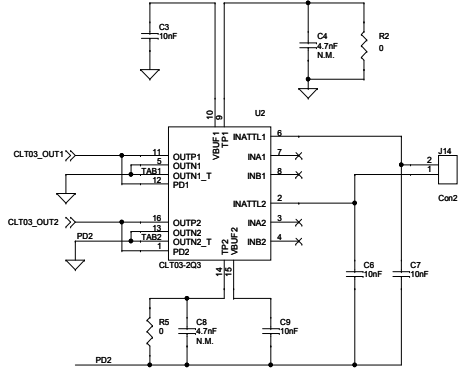 C3
10nF
C4
4.7nF
N.M.
R2
0
U2
10
9
VBUF1
TP1
INATTL1
6
J14
CLT03_OUT1
11
OUTP1
5
OUTN1
TAB1
OUTN1_T
12
PD1
INA1
7
INB1
8
2
1
Con2
INATTL2
2
CLT03_OUT2
16
OUTP2
13
OUTN2
PD2
TAB2
OUTN2_T
1
PD2
INA2
3
INB2
4
TP2
VBUF2
CLT03-2Q3
14
15
C6
10nF
C7
10nF
R5
0
C8
4.7nF
N.M.
C9
10nF
PD2